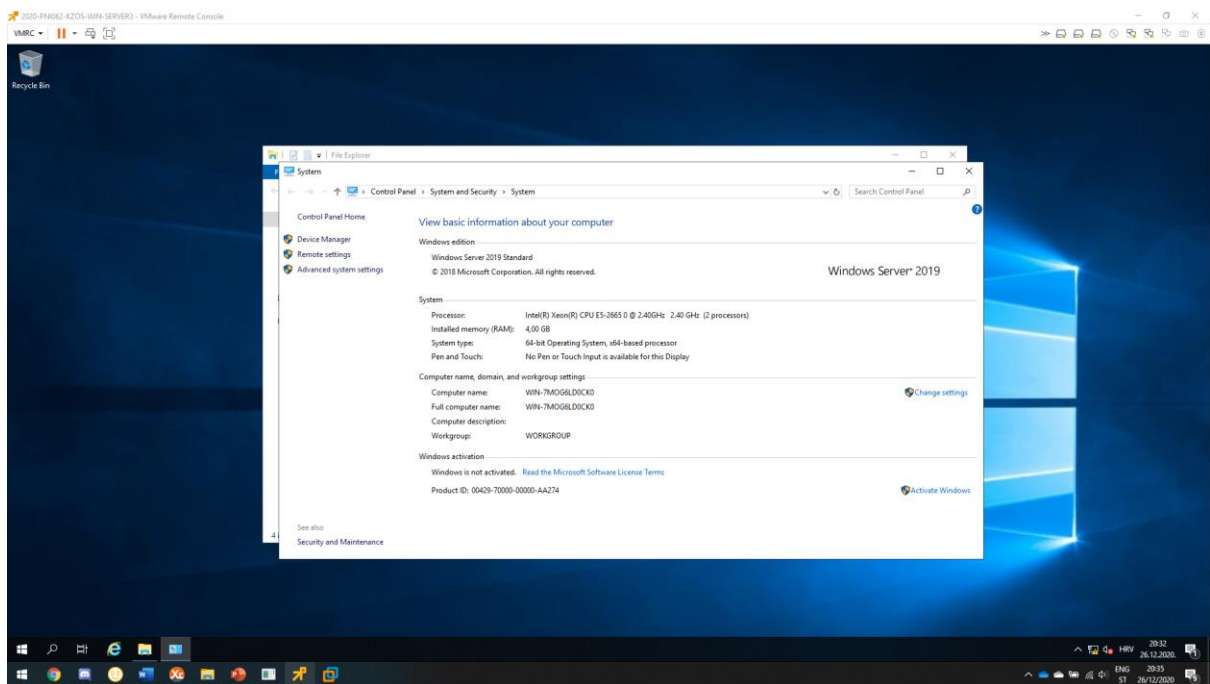 2020-PNI062-KZOS-WIN-SERVER3 - VMware Remote Console
VMRC
Recycle Bin
File Explorer
System
Control Panel › System and Security › System
Search Control Panel
Control Panel Home
Device Manager
Remote settings
Advanced system settings
View basic information about your computer
Windows edition
Windows Server 2019 Standard
© 2018 Microsoft Corporation. All rights reserved.
Windows Server 2019
System
Processor: Intel(R) Xeon(R) CPU E5-2665 0 @ 2.40GHz 2.40 GHz (2 processors)
Installed memory (RAM): 4,00 GB
System type: 64-bit Operating System, x64-based processor
Pen and Touch: No Pen or Touch Input is available for this Display
Computer name, domain, and workgroup settings
Computer name: WIN-7MOG6LD0CK0
Change settings
Full computer name: WIN-7MOG6LD0CK0
Computer description:
Workgroup: WORKGROUP
Windows activation
Windows is not activated. Read the Microsoft Software License Terms
Product ID: 00429-70000-00000-AA274
Activate Windows
See also
Security and Maintenance
HRV
20:32
26.12.2020.
ENG
ST
20:35
26/12/2020